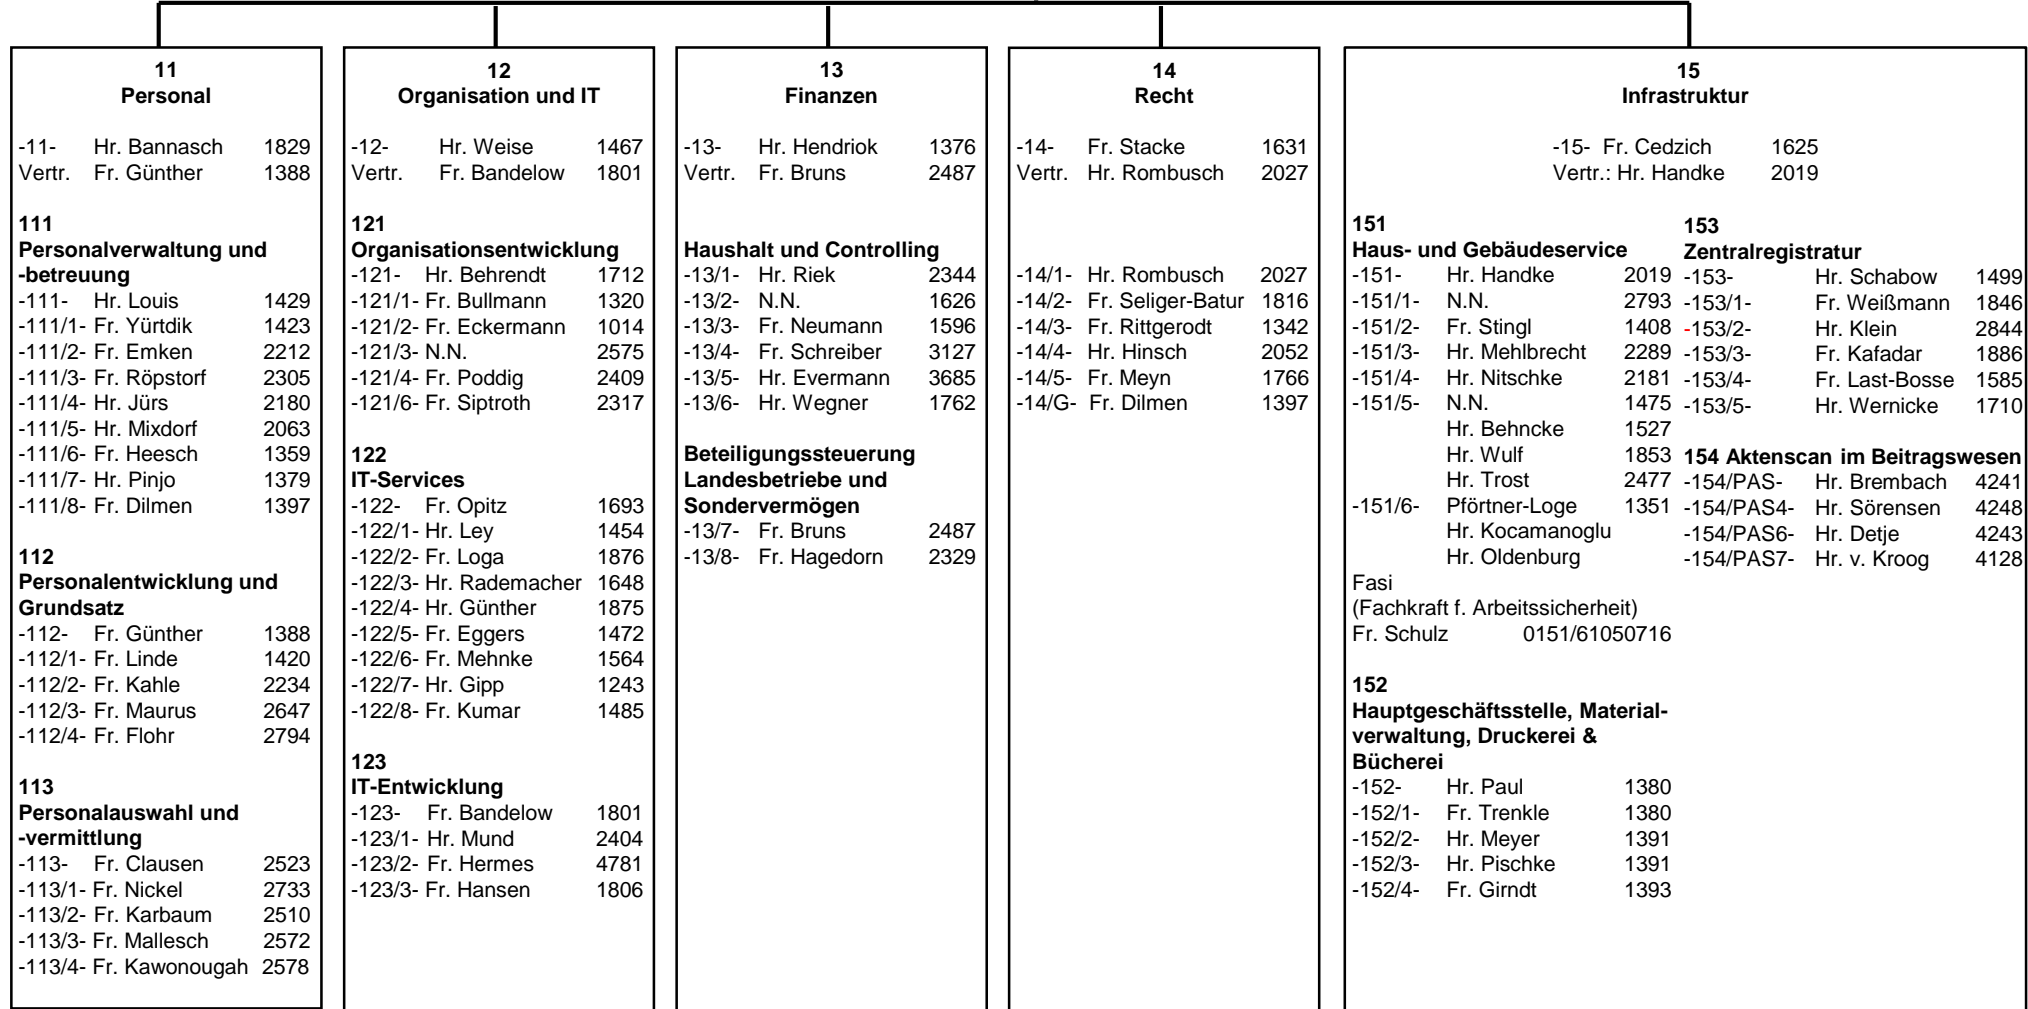 11
Personal
-11- Hr. Bannasch 1829
Vertr. Fr. Günther 1388
111
Personalverwaltung und
-betreuung
-111- Hr. Louis 1429
-111/1- Fr. Yürtdik 1423
-111/2- Fr. Emken 2212
-111/3- Fr. Röpstorf 2305
-111/4- Hr. Jürs 2180
-111/5- Hr. Mixdorf 2063
-111/6- Fr. Heesch 1359
-111/7- Hr. Pinjo 1379
-111/8- Fr. Dilmen 1397
112
Personalentwicklung und
Grundsatz
-112- Fr. Günther 1388
-112/1- Fr. Linde 1420
-112/2- Fr. Kahle 2234
-112/3- Fr. Maurus 2647
-112/4- Fr. Flohr 2794
113
Personalauswahl und
-vermittlung
-113- Fr. Clausen 2523
-113/1- Fr. Nickel 2733
-113/2- Fr. Karbaum 2510
-113/3- Fr. Mallesch 2572
-113/4- Fr. Kawonougah 2578
12
Organisation und IT
-12- Hr. Weise 1467
Vertr. Fr. Bandelow 1801
121
Organisationsentwicklung
-121- Hr. Behrendt 1712
-121/1- Fr. Bullmann 1320
-121/2- Fr. Eckermann 1014
-121/3- N.N. 2575
-121/4- Fr. Poddig 2409
-121/6- Fr. Siptroth 2317
122
IT-Services
-122- Fr. Opitz 1693
-122/1- Hr. Ley 1454
-122/2- Fr. Loga 1876
-122/3- Hr. Rademacher 1648
-122/4- Hr. Günther 1875
-122/5- Fr. Eggers 1472
-122/6- Fr. Mehnke 1564
-122/7- Hr. Gipp 1243
-122/8- Fr. Kumar 1485
123
IT-Entwicklung
-123- Fr. Bandelow 1801
-123/1- Hr. Mund 2404
-123/2- Fr. Hermes 4781
-123/3- Fr. Hansen 1806
13
Finanzen
-13- Hr. Hendriok 1376
Vertr. Fr. Bruns 2487
Haushalt und Controlling
-13/1- Hr. Riek 2344
-13/2- N.N. 1626
-13/3- Fr. Neumann 1596
-13/4- Fr. Schreiber 3127
-13/5- Hr. Evermann 3685
-13/6- Hr. Wegner 1762
Beteiligungssteuerung
Landesbetriebe und
Sondervermögen
-13/7- Fr. Bruns 2487
-13/8- Fr. Hagedorn 2329
14
Recht
-14- Fr. Stacke 1631
Vertr. Hr. Rombusch 2027
-14/1- Hr. Rombusch 2027
-14/2- Fr. Seliger-Batur 1816
-14/3- Fr. Rittgerodt 1342
-14/4- Hr. Hinsch 2052
-14/5- Fr. Meyn 1766
-14/G- Fr. Dilmen 1397
15
Infrastruktur
-15- Fr. Cedzich 1625
Vertr.: Hr. Handke 2019
151
Haus- und Gebäudeservice
-151- Hr. Handke 2019
-151/1- N.N. 2793
-151/2- Fr. Stingl 1408
-151/3- Hr. Mehlbrecht 2289
-151/4- Hr. Nitschke 2181
-151/5- N.N. 1475
Hr. Behncke 1527
Hr. Wulf 1853
Hr. Trost 2477
-151/6- Pförtner-Loge 1351
Hr. Kocamanoglu
Hr. Oldenburg
Fasi
(Fachkraft f. Arbeitssicherheit)
Fr. Schulz 0151/61050716
152
Hauptgeschäftsstelle, Material-
verwaltung, Druckerei &
Bücherei
-152- Hr. Paul 1380
-152/1- Fr. Trenkle 1380
-152/2- Hr. Meyer 1391
-152/3- Hr. Pischke 1391
-152/4- Fr. Girndt 1393
153
Zentralregistratur
-153- Hr. Schabow 1499
-153/1- Fr. Weißmann 1846
-153/2- Hr. Klein 2844
-153/3- Fr. Kafadar 1886
-153/4- Fr. Last-Bosse 1585
-153/5- Hr. Wernicke 1710
154 Aktenscan im Beitragswesen
-154/PAS- Hr. Brembach 4241
-154/PAS4- Hr. Sörensen 4248
-154/PAS6- Hr. Detje 4243
-154/PAS7- Hr. v. Kroog 4128